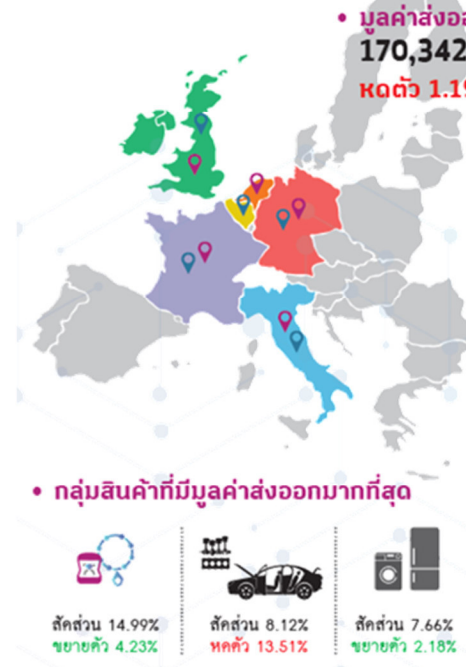 • มูลค่าส่งออ
170,342
หดตัว 1.1
• กลุ่มสินค้าที่มีมูลค่าส่งออกมากที่สุด
สัดส่วน 14.99%
ขยายตัว 4.23%
สัดส่วน 8.12%
หดตัว 13.51%
สัดส่วน 7.66%
ขยายตัว 2.18%